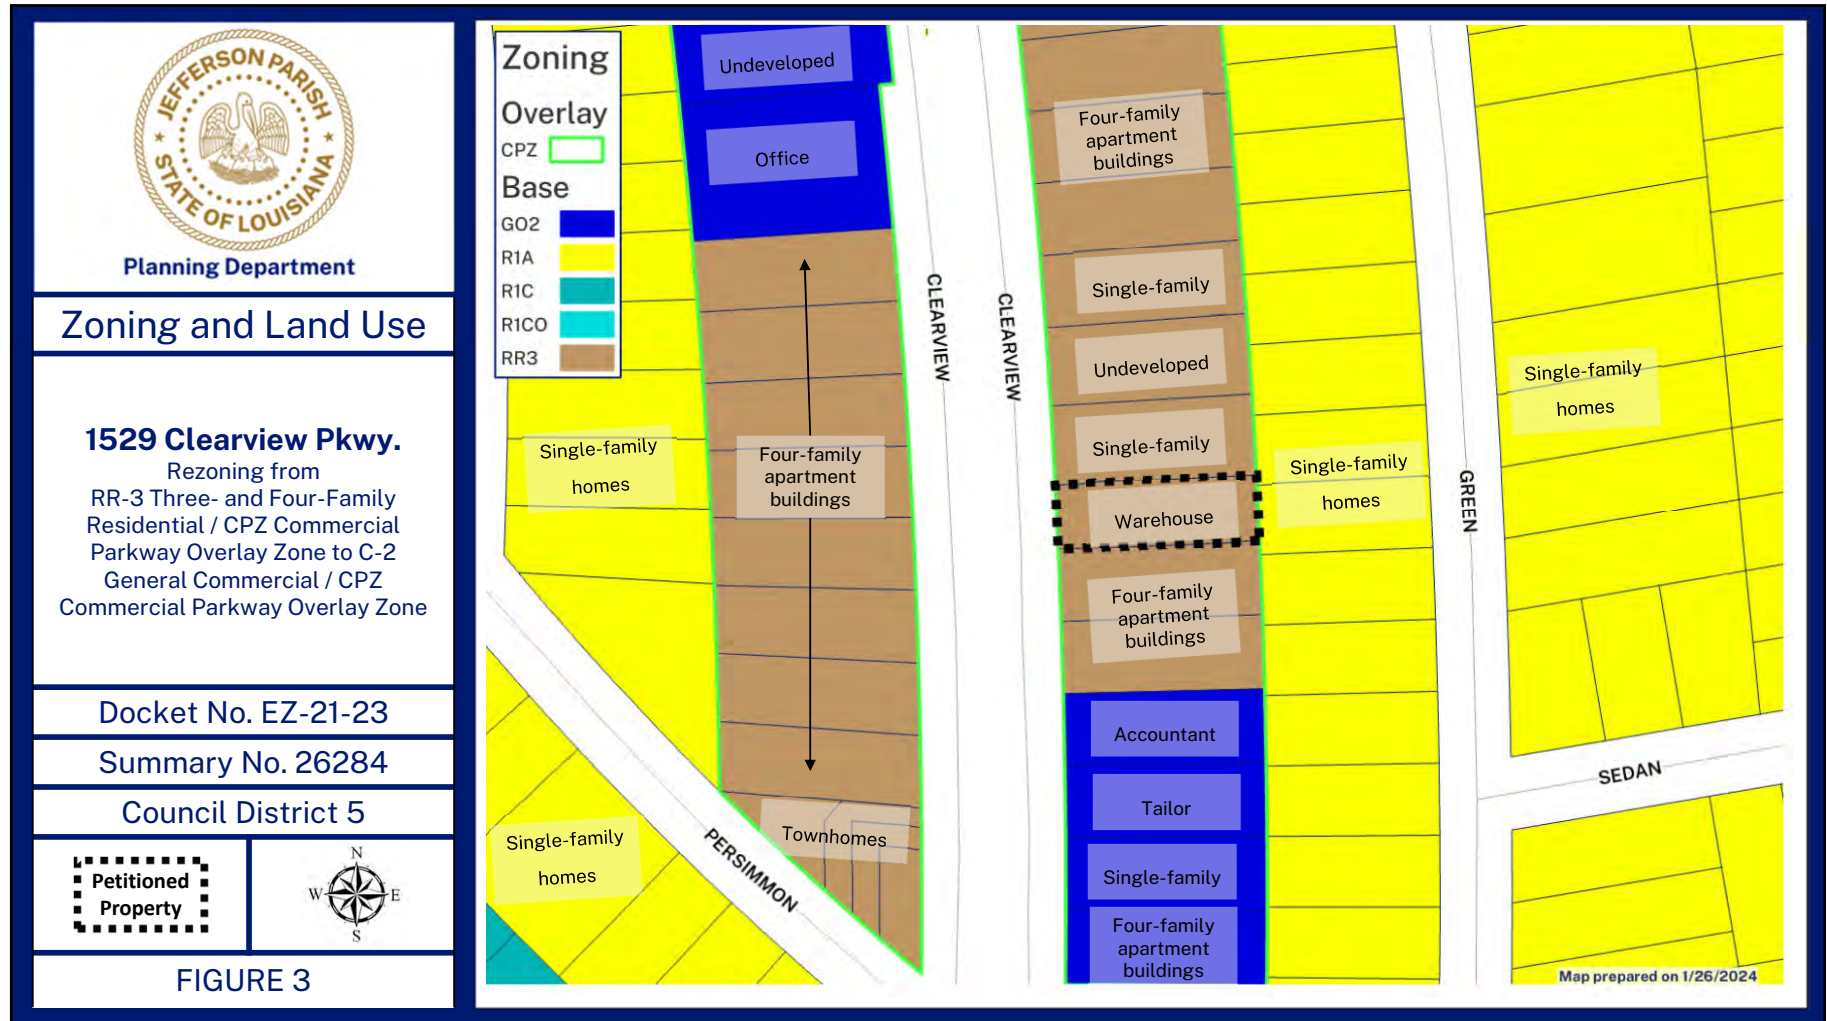 JEFFERSON PARISH
STATE OF LOUISIANA
Planning Department
Zoning and Land Use
1529 Clearview Pkwy.
Rezoning from
RR-3 Three- and Four-Family
Residential / CPZ Commercial
Parkway Overlay Zone to C-2
General Commercial / CPZ
Commercial Parkway Overlay Zone
Docket No. EZ-21-23
Summary No. 26284
Council District 5
Petitioned
Property
N
W
E
S
FIGURE 3
Zoning
Overlay
CPZ
Base
GO2
R1A
R1C
R1CO
RR3
Undeveloped
Office
Four-family
apartment
buildings
Single-family
homes
Townhomes
Single-family
homes
PERSIMMON
CLEARVIEW
CLEARVIEW
Four-family
apartment
buildings
Single-family
Undeveloped
Single-family
Warehouse
Four-family
apartment
buildings
Accountant
Tailor
Single-family
Four-family
apartment
buildings
Single-family
homes
GREEN
Single-family
homes
SEDAN
Map prepared on 1/26/2024